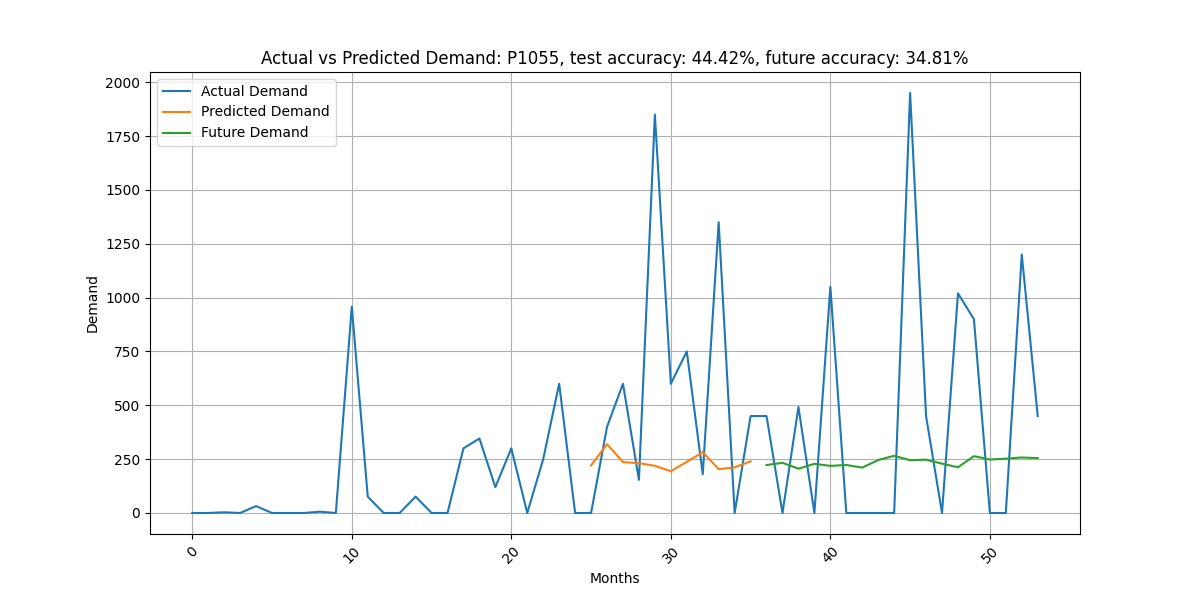 Actual vs Predicted Demand: P1055, test accuracy: 44.42%, future accuracy: 34.81%
Actual Demand
Predicted Demand
Future Demand
2000
1750
1500
1250
1000
750
500
250
0
Demand
0 10 20 30 40 50
Months